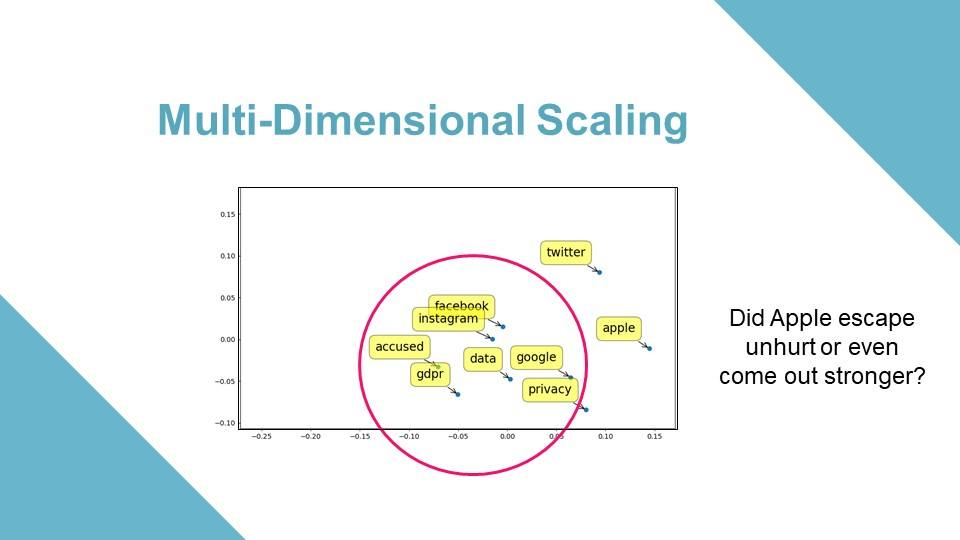 Multi-Dimensional Scaling
0.15
0.10
0.05
0.00
−0.05
−0.10
twitter
facebook
instagram
apple
accused
data
google
gdpr
privacy
−0.25
−0.20
−0.15
−0.10
−0.05
0.00
0.05
0.10
0.15
Did Apple escape
unhurt or even
come out stronger?